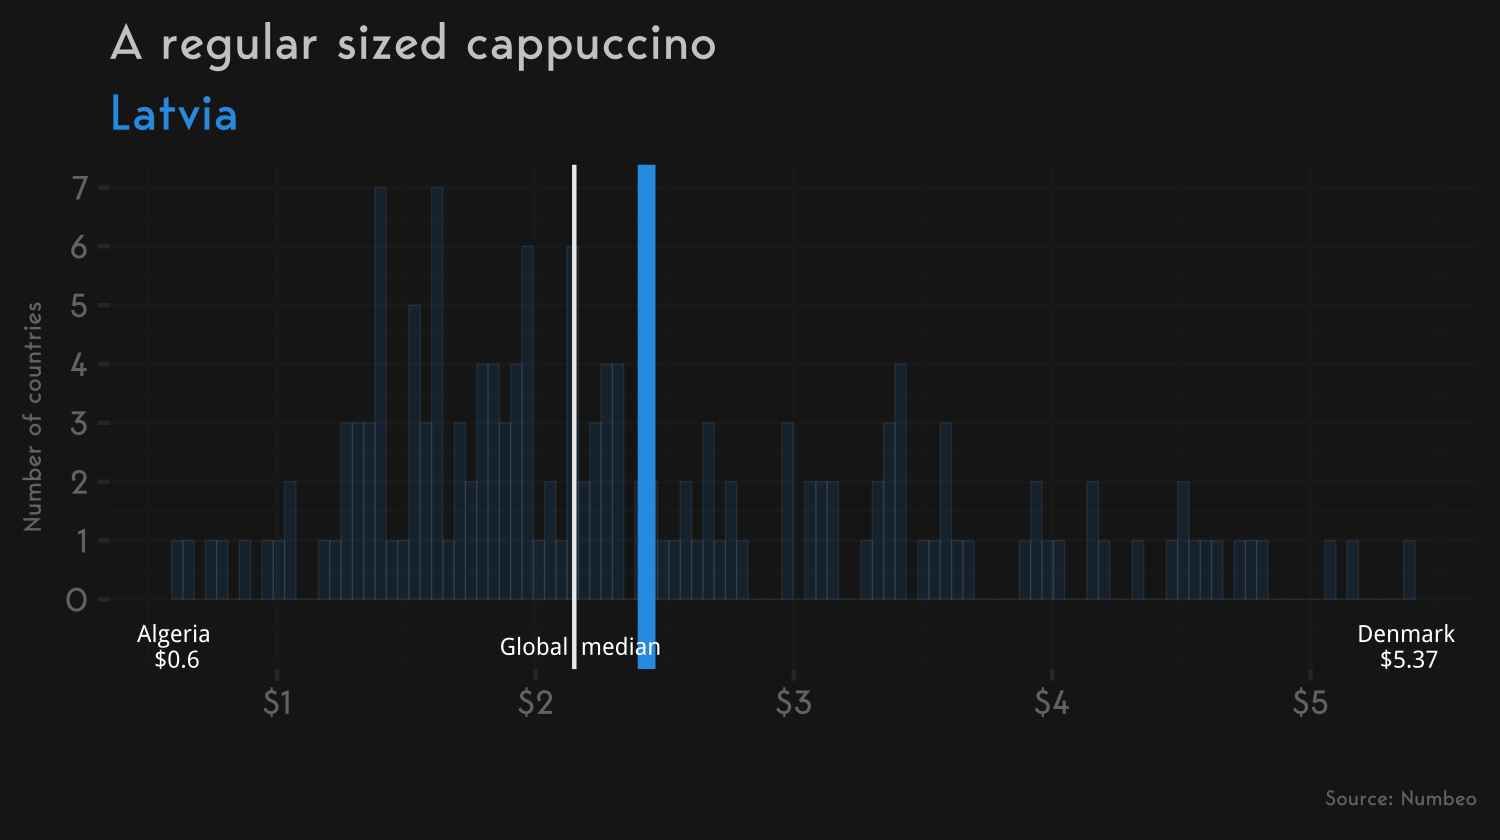 A regular sized cappuccino
Latvia
Number of countries
7
6
5
4
3
2
1
0
Algeria
$0.6
Global median
Denmark
$5.37
$1 $2 $3 $4 $5
Source: Numbeo